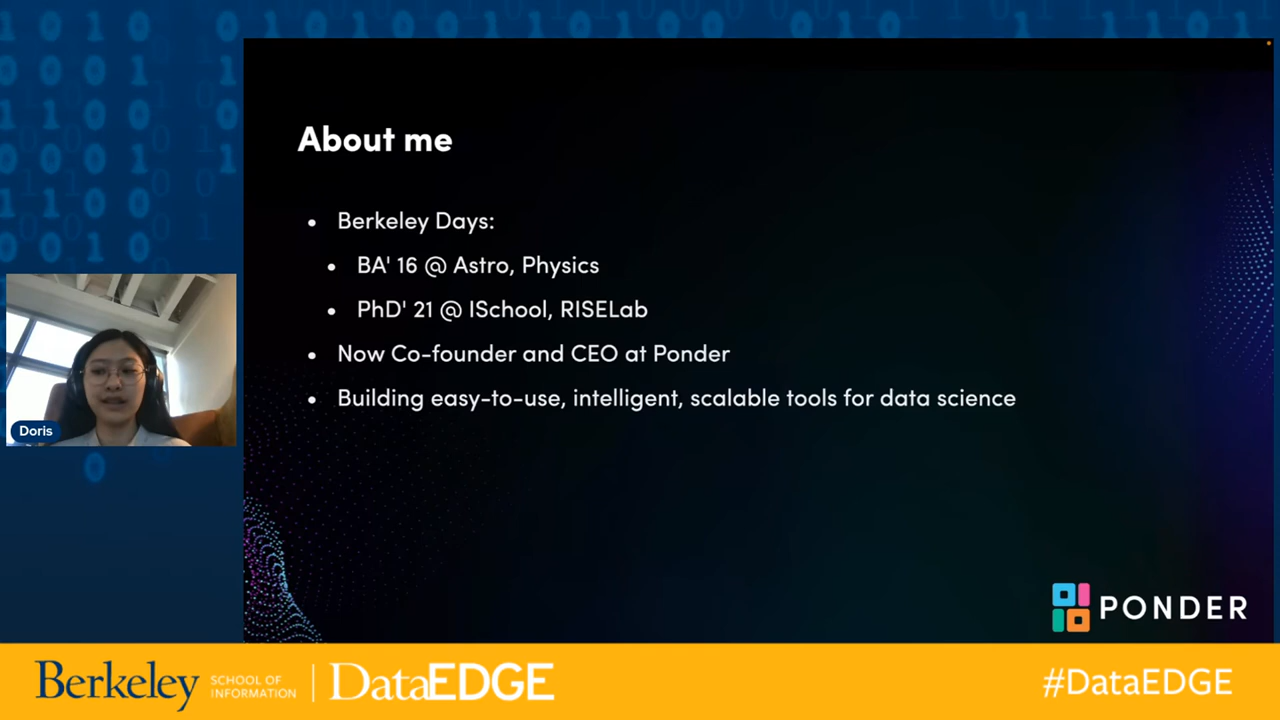 About me
Berkeley Days:
BA' 16 @ Astro, Physics
PhD' 21 @ ISchool, RISELab
Now Co-founder and CEO at Ponder
Building easy-to-use, intelligent, scalable tools for data science
Doris
PONDER
Berkeley SCHOOL OF INFORMATION | DataEDGE
#DataEDGE